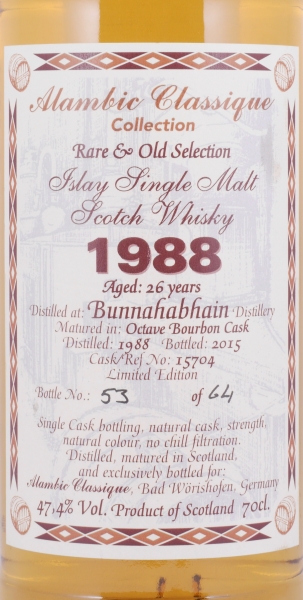 Alambic Classique
Collection
Rare & Old Selection
Islay Single Malt
Scotch Whisky
1988
Aged: 26 years
Distilled at: Bunnahabhain Distillery
Matured in: Octave Bourbon Cask
Distilled: 1988 Bottled: 2015
Cask/Ref No: 15704
Limited Edition
Bottle No.: 53 of 64
Single Cask bottling, natural cask, strength,
natural colour, no chill filtration.
Distilled, matured in Scotland,
and exclusively bottled for:
Alambic Classique, Bad Wörishofen, Germany
47,4% Vol. Product of Scotland 70cl.